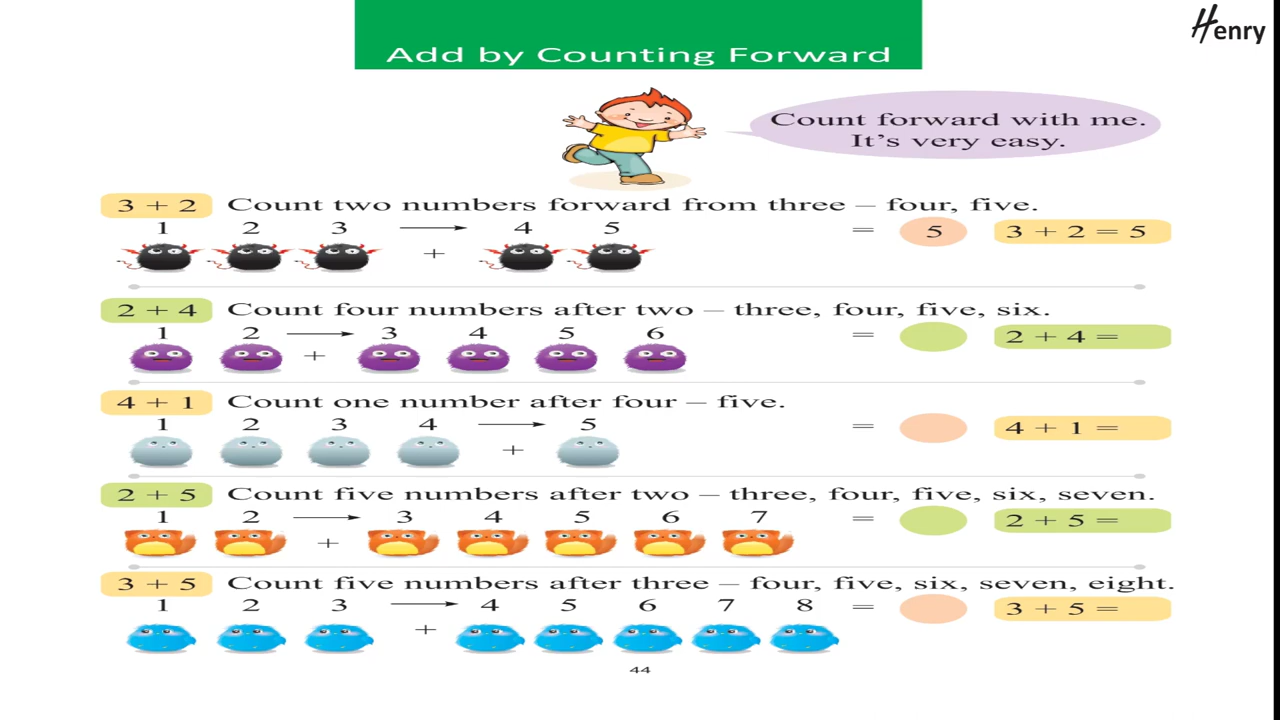 Henry
Add by Counting Forward
Count forward with me.
It's very easy.
3 + 2 Count two numbers forward from three – four, five.
1 2 3 → 4 5 = 5 3 + 2 = 5
+
2 + 4 Count four numbers after two – three, four, five, six.
1 2 → 3 4 5 6 = 2 + 4 =
+
4 + 1 Count one number after four – five.
1 2 3 4 → 5 = 4 + 1 =
+
2 + 5 Count five numbers after two – three, four, five, six, seven.
1 2 → 3 4 5 6 7 = 2 + 5 =
+
3 + 5 Count five numbers after three – four, five, six, seven, eight.
1 2 3 → 4 5 6 7 8 = 3 + 5 =
+
44